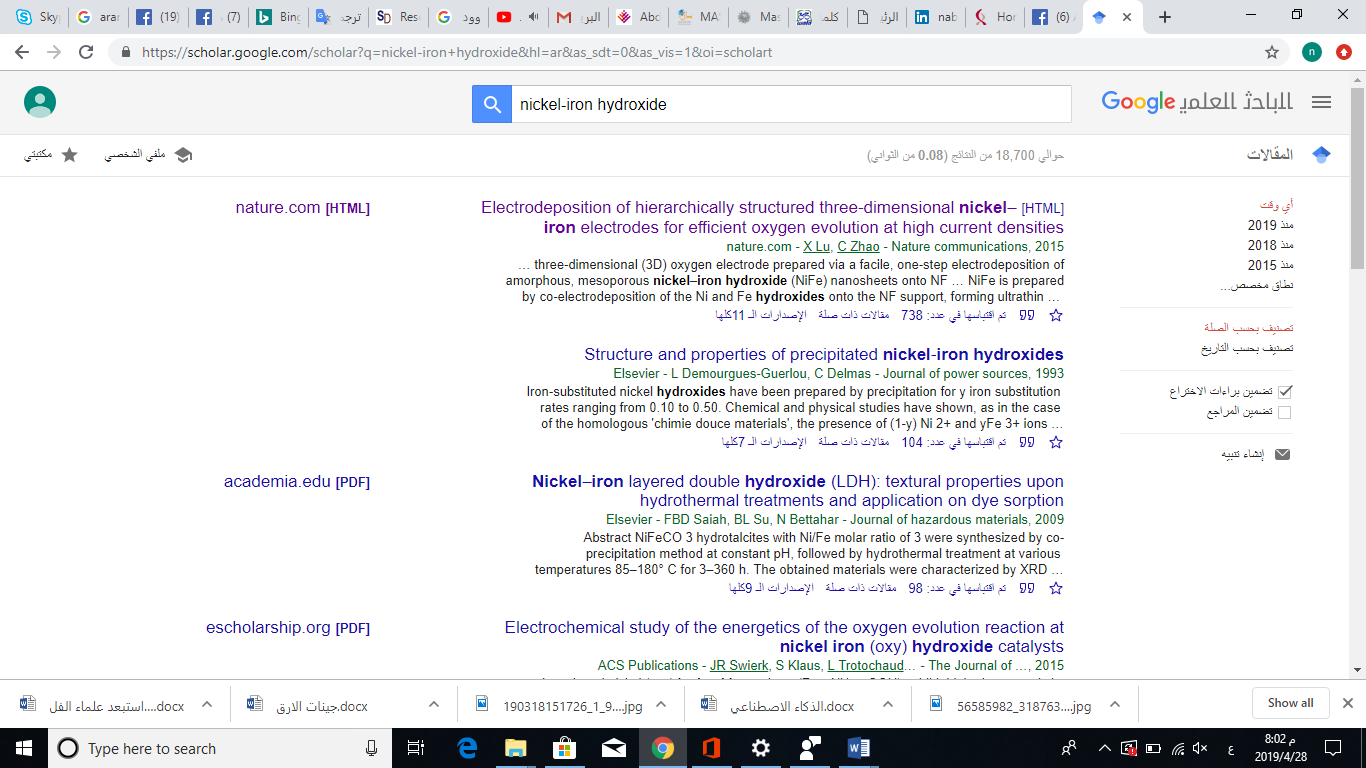 Sky
araı
(19)
(7)
Bing
ترجـ
Res
وود
البر
Abo
MA
Mas
كلمـ
الرئي
nab
Hor
(6)
https://scholar.google.com/scholar?q=nickel-iron+hydroxide&hl=ar&as_sdt=0&as_vis=1&oi=scholart
n
nickel-iron hydroxide
الباحث العلمي Google
المقالات
حوالي 18,700 من النتائج (0.08 من الثواني)
ملفي الشخصي
مكتبتي
أي وقت
منذ 2019
منذ 2018
منذ 2015
نطاق مخصص...
تصنيف بحسب الصلة
تصنيف بحسب التاريخ
تضمين براءات الاختراع
تضمين المراجع
إنشاء تنبيه
nature.com [HTML]
Electrodeposition of hierarchically structured three-dimensional nickel– [HTML]
iron electrodes for efficient oxygen evolution at high current densities
nature.com - X Lu, C Zhao - Nature communications, 2015
… three-dimensional (3D) oxygen electrode prepared via a facile, one-step electrodeposition of
amorphous, mesoporous nickel–iron hydroxide (NiFe) nanosheets onto NF … NiFe is prepared
by co-electrodeposition of the Ni and Fe hydroxides onto the NF support, forming ultrathin …
تم اقتباسها في عدد: 738 مقالات ذات صلة الإصدارات الـ 11كلها
Structure and properties of precipitated nickel-iron hydroxides
Elsevier - L Demourgues-Guerlou, C Delmas - Journal of power sources, 1993
Iron-substituted nickel hydroxides have been prepared by precipitation for y iron substitution
rates ranging from 0.10 to 0.50. Chemical and physical studies have shown, as in the case
of the homologous 'chimie douce materials', the presence of (1-y) Ni 2+ and yFe 3+ ions …
تم اقتباسها في عدد: 104 مقالات ذات صلة الإصدارات الـ 7كلها
academia.edu [PDF]
Nickel–iron layered double hydroxide (LDH): textural properties upon
hydrothermal treatments and application on dye sorption
Elsevier - FBD Saiah, BL Su, N Bettahar - Journal of hazardous materials, 2009
Abstract NiFeCO 3 hydrotalcites with Ni/Fe molar ratio of 3 were synthesized by co-
precipitation method at constant pH, followed by hydrothermal treatment at various
temperatures 85–180° C for 3–360 h. The obtained materials were characterized by XRD …
تم اقتباسها في عدد: 98 مقالات ذات صلة الإصدارات الـ 9كلها
escholarship.org [PDF]
Electrochemical study of the energetics of the oxygen evolution reaction at
nickel iron (oxy) hydroxide catalysts
ACS Publications - JR Swierk, S Klaus, L Trotochaud… - The Journal of …, 2015
استبعد علماء الفل....docx
جينات الارق.docx
190318151726_1_9....jpg
الذكاء الاصطناعي.docx
56585982_318763....jpg
Show all
Type here to search
ع
8:02 م
2019/4/28